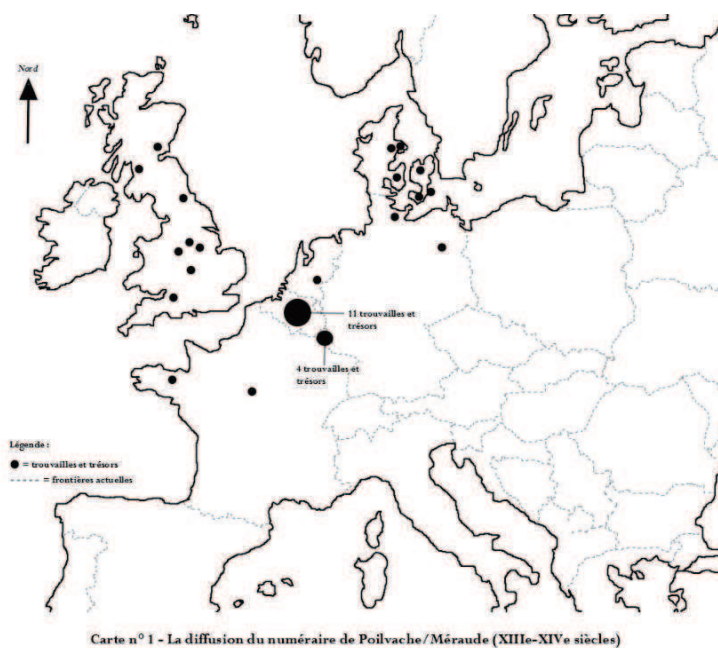 Nord
11 trouvailles et
trésors
4 trouvailles et
trésors
Légende :
= trouvailles et trésors
= frontières actuelles
Carte n° 1 - La diffusion du numéraire de Poilvache/Méraude (XIIIe-XIVe siècles)